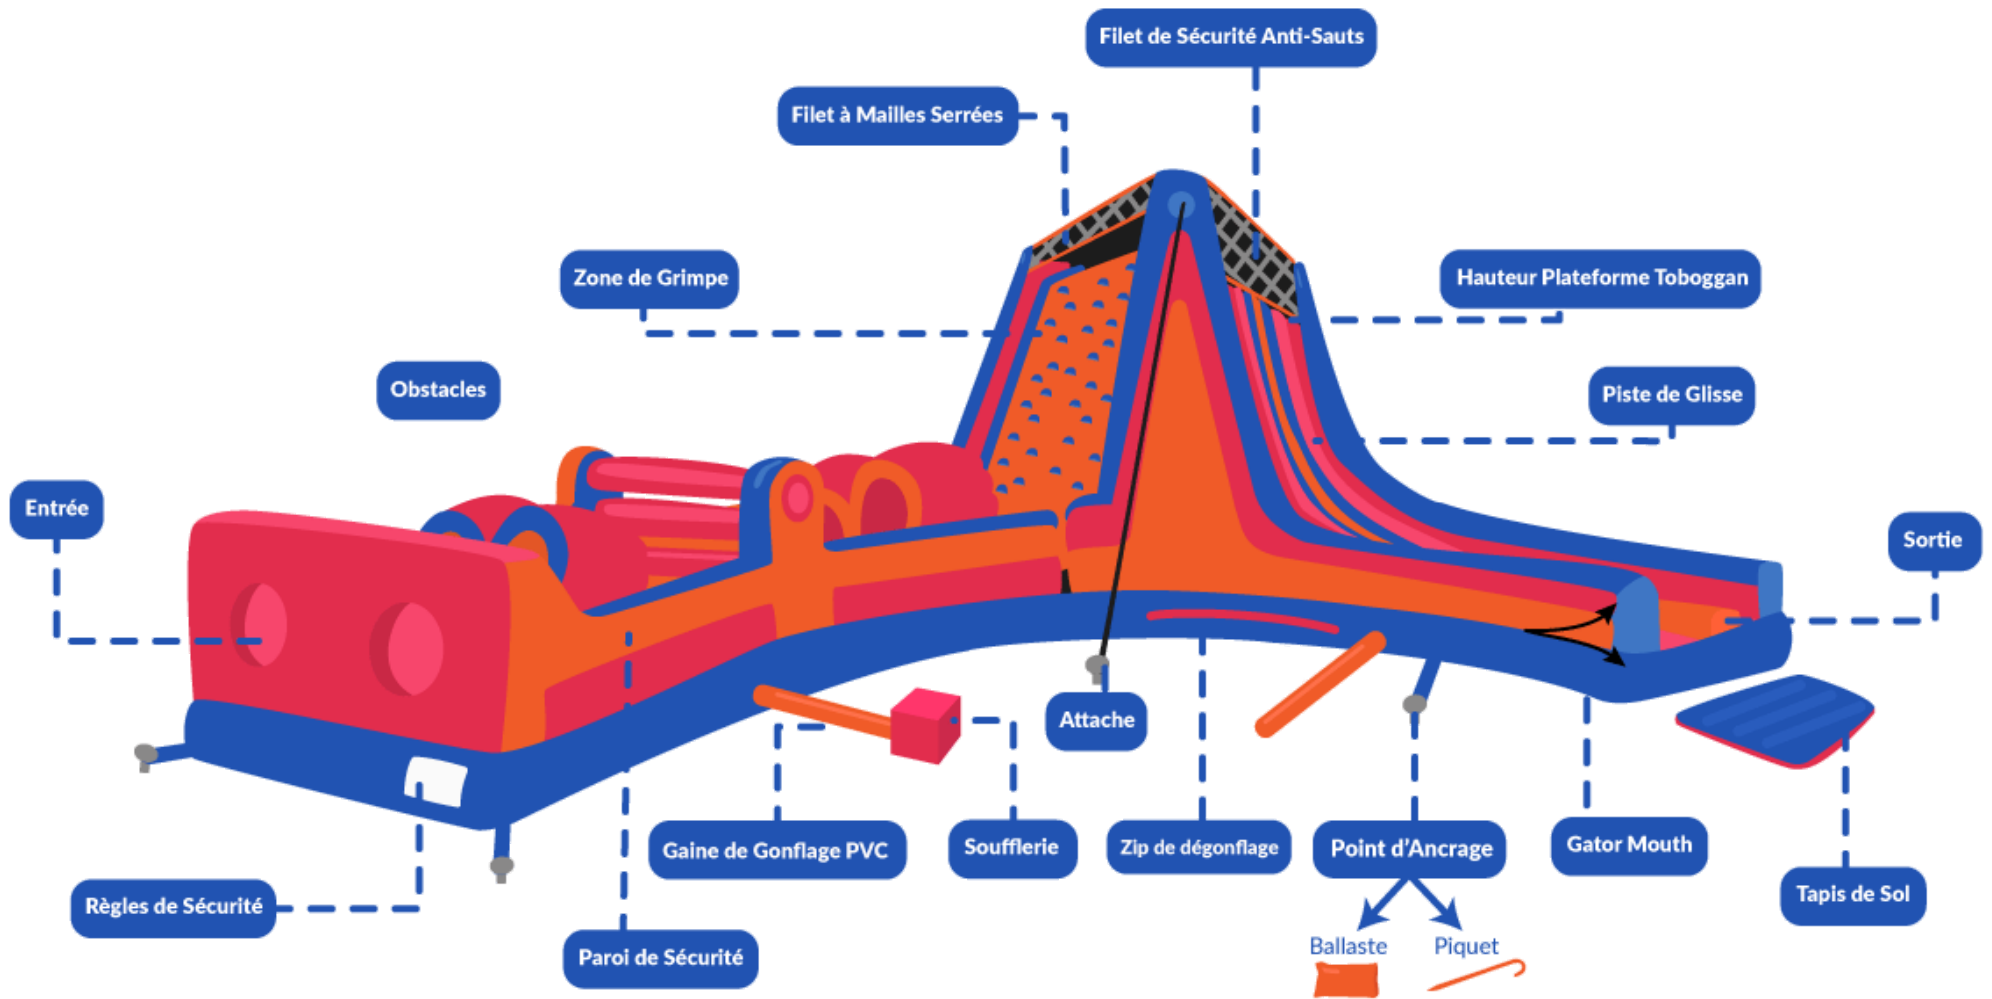 Filet de Sécurité Anti-Sauts
Filet à Mailles Serrées
Zone de Grimpe
Hauteur Plateforme Toboggan
Obstacles
Piste de Glisse
Entrée
Sortie
Attache
Gaine de Gonflage PVC
Soufflerie
Zip de dégonflage
Point d'Ancrage
Gator Mouth
Tapis de Sol
Règles de Sécurité
Paroi de Sécurité
Ballaste
Piquet